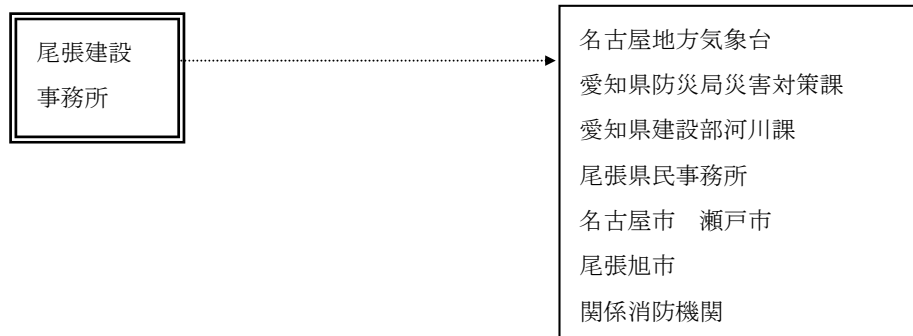 尾張建設
事務所
名古屋地方気象台
愛知県防災局災害対策課
愛知県建設部河川課
尾張県民事務所
名古屋市　瀬戸市
尾張旭市
関係消防機関